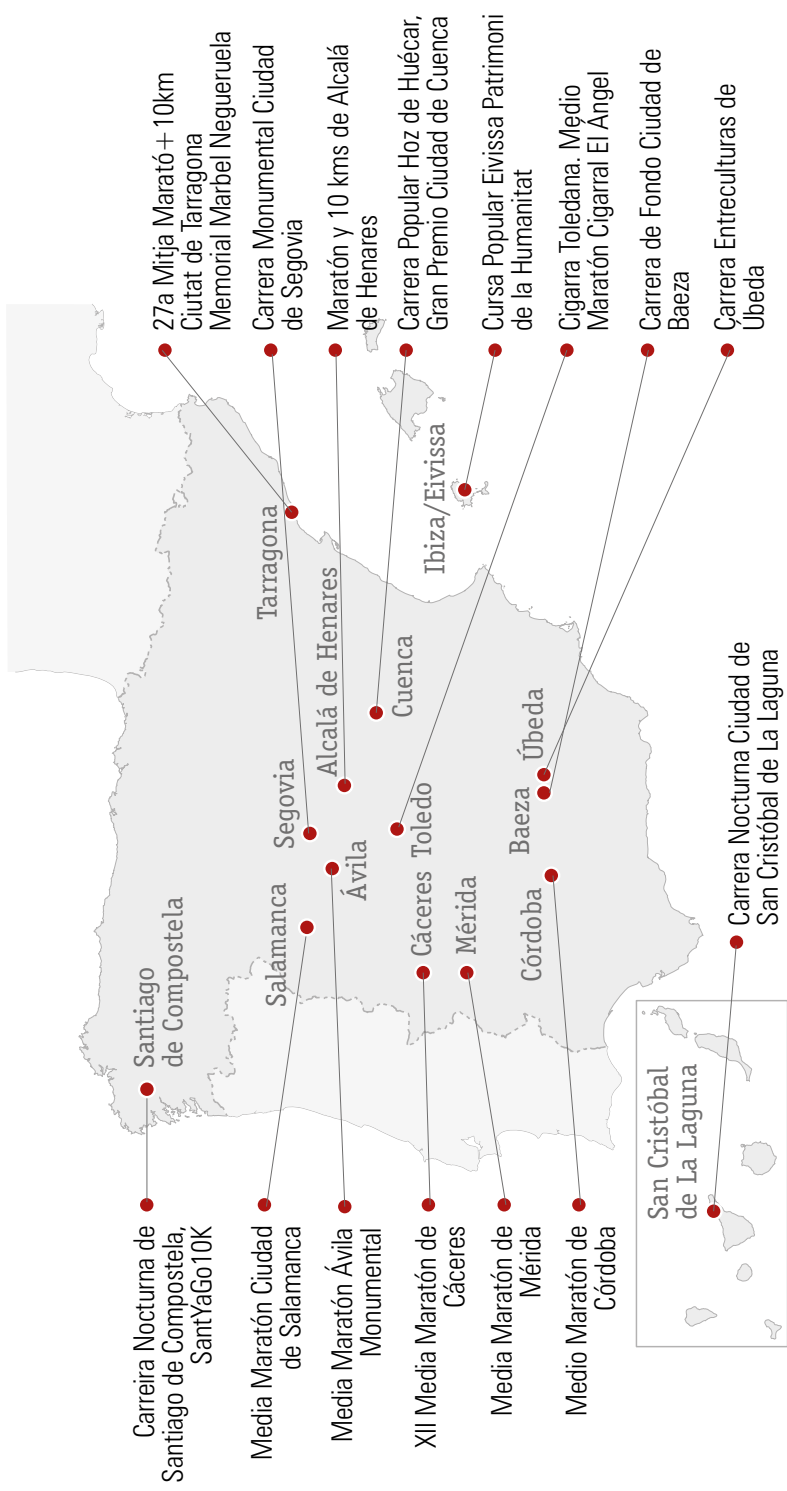 Carreira Nocturna de
Santiago de Compostela,
SantYaGo10K
Media Maratón Ciudad
de Salamanca
Media Maratón Ávila
Monumental
XII Media Maratón de
Cáceres
Media Maratón de
Mérida
Medio Maratón de
Córdoba
Santiago
de Compostela
Salamanca
Ávila
Segovia
Alcalá de Henares
Tarragona
Cuenca
Toledo
Cáceres
Mérida
Córdoba
Baeza
Úbeda
Ibiza/Eivissa
San Cristóbal
de La Laguna
27a Mitja Marató+10km
Ciutat de Tarragona
Memorial Marbel Negueruela
Carrera Monumental Ciudad
de Segovia
Maratón y 10 kms de Alcalá
de Henares
Carrera Popular Hoz de Huécar,
Gran Premio Ciudad de Cuenca
Cursa Popular Eivissa Patrimoni
de la Humanitat
Cigarra Toledana. Medio
Maratón Cigarral El Ángel
Carrera de Fondo Ciudad de
Baeza
Carrera Entreculturas de
Úbeda
Carrera Nocturna Ciudad de
San Cristóbal de La Laguna